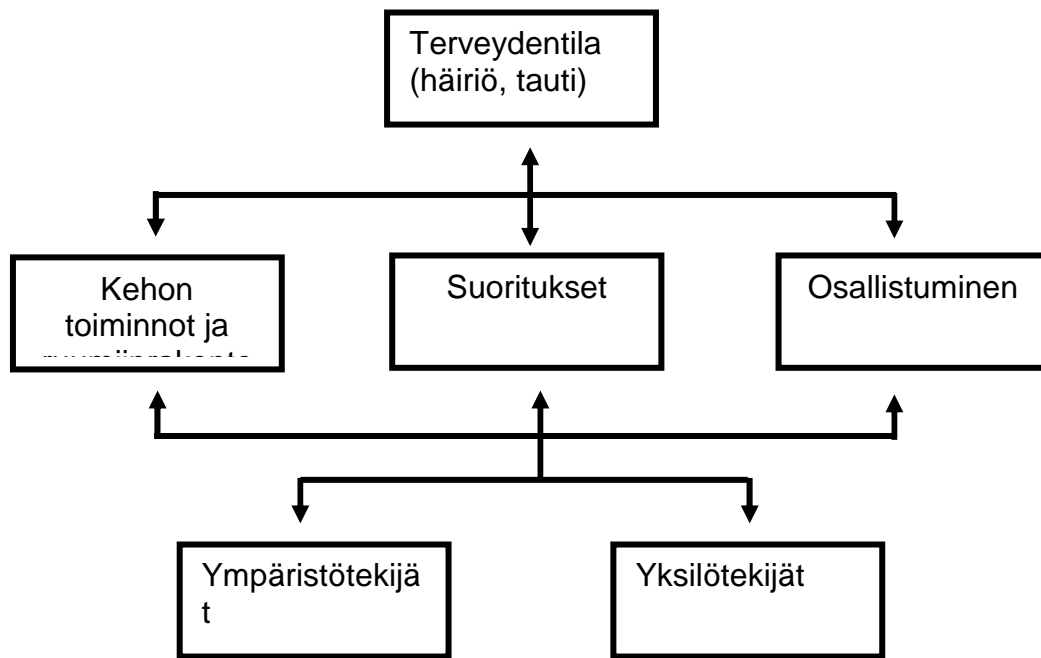 Terveydentila
(häiriö, tauti)
Kehon
toiminnot ja
Suoritukset
Osallistuminen
Ympäristötekijä
t
Yksilötekijät